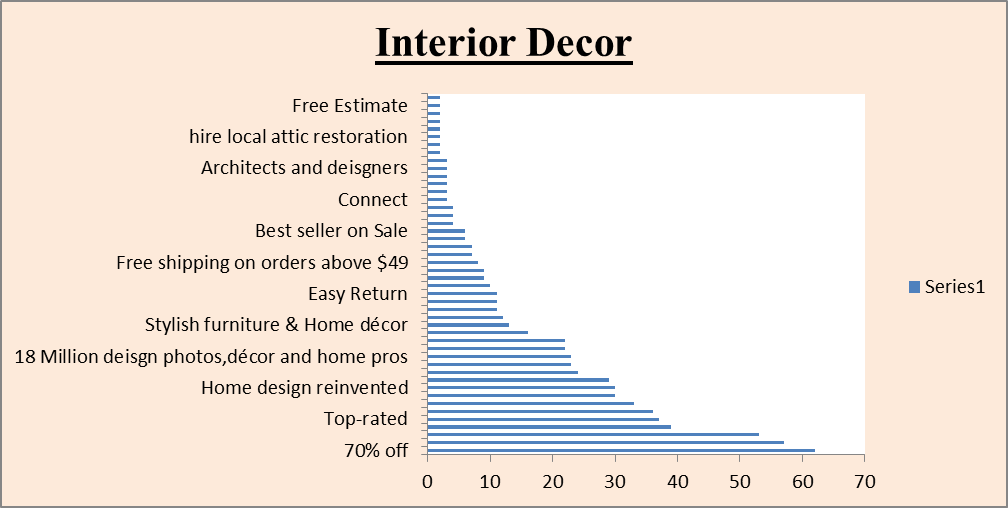 Interior Decor
Free Estimate
hire local attic restoration
Architects and deisgners
Connect
Best seller on Sale
Free shipping on orders above $49
Easy Return
Stylish furniture & Home décor
18 Million deisgn photos,décor and home pros
Home design reinvented
Top-rated
70% off
0 10 20 30 40 50 60 70
Series1